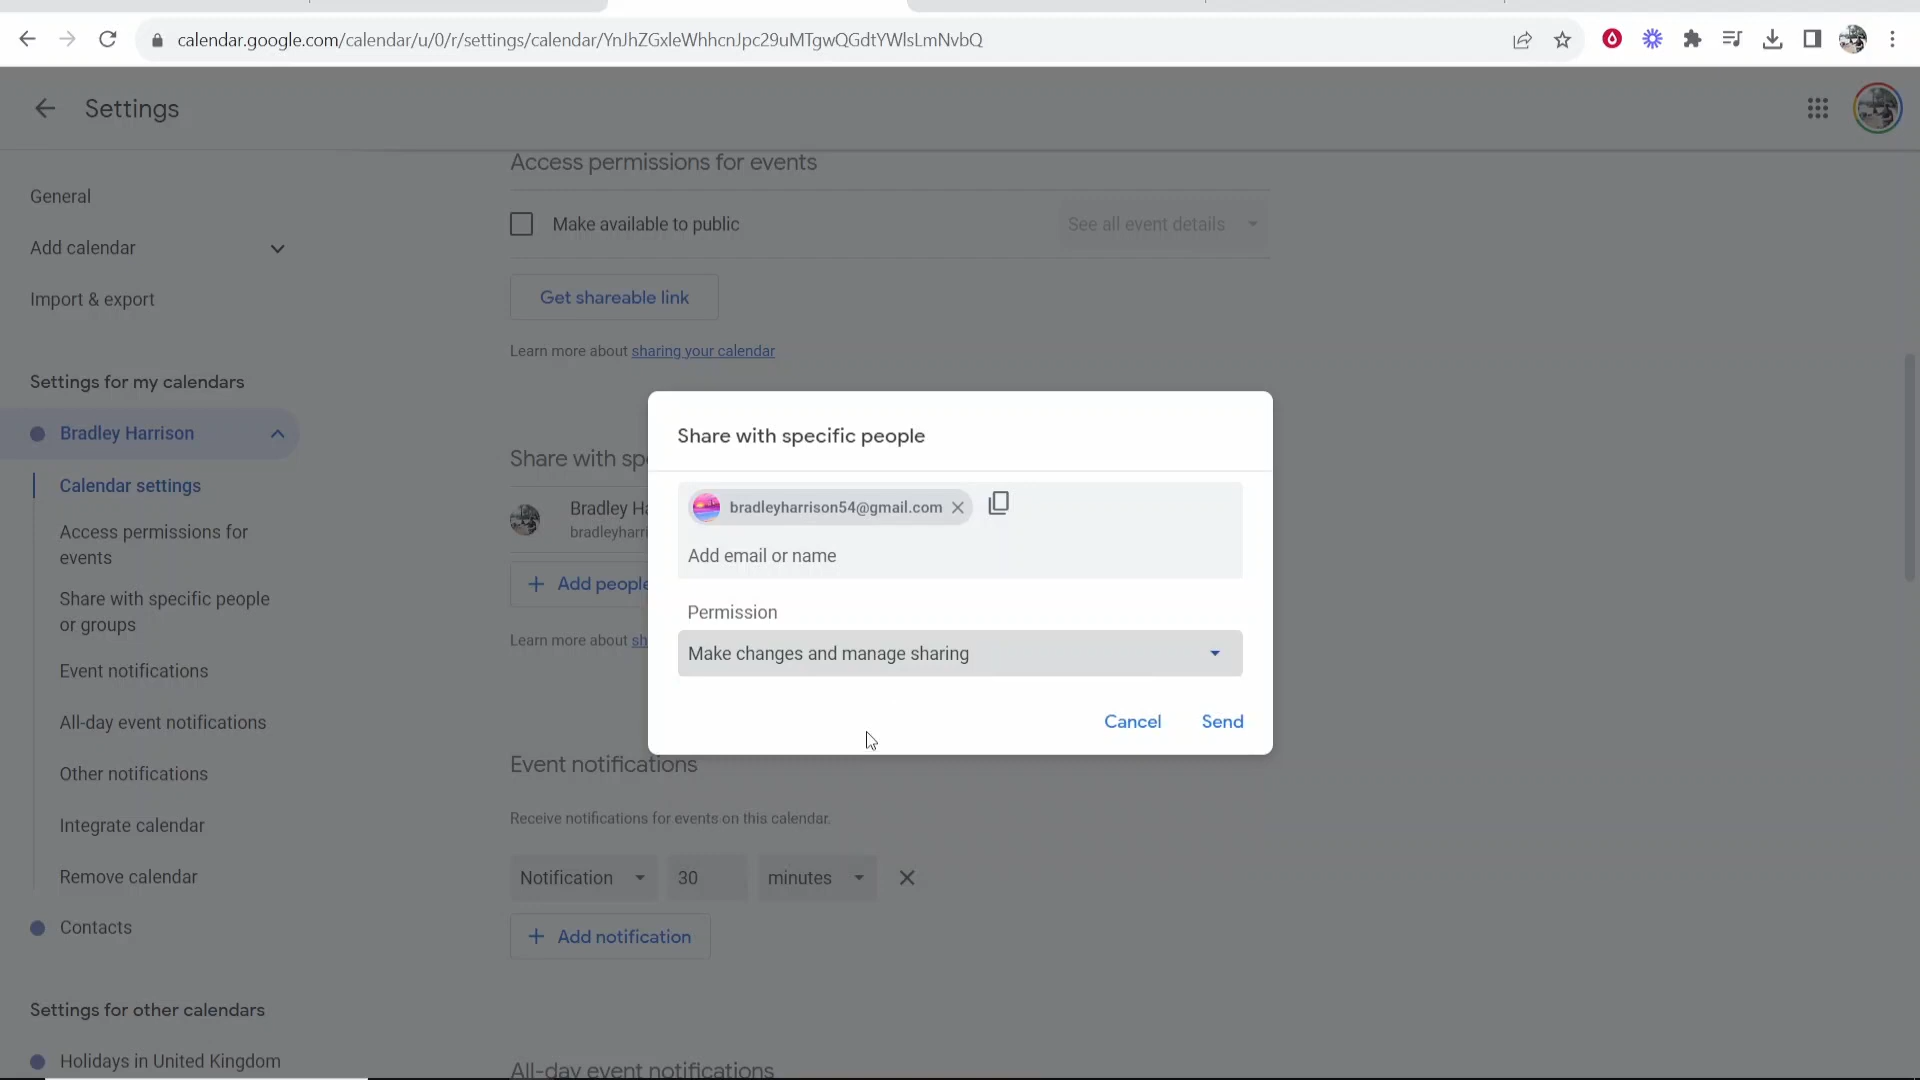 calendar.google.com/calendar/u/0/r/settings/calendar/YnJhZGxleWhhcnJpc29uMTgwQGdtYWlsLmNvbQ
Settings
General
Add calendar
Import & export
Settings for my calendars
Bradley Harrison
Calendar settings
Access permissions for
events
Share with specific people
or groups
Event notifications
All-day event notifications
Other notifications
Integrate calendar
Remove calendar
Contacts
Settings for other calendars
Holidays in United Kingdom
Access permissions for events
Make available to public
See all event details
Get shareable link
Learn more about sharing your calendar
Share with sp
Bradley Ha
bradleyharri
Add people
Learn more about sh
Share with specific people
bradleyharrison54@gmail.com
Add email or name
Permission
Make changes and manage sharing
Cancel
Send
Event notifications
Receive notifications for events on this calendar.
Notification
30
minutes
Add notification
All-day event notifications